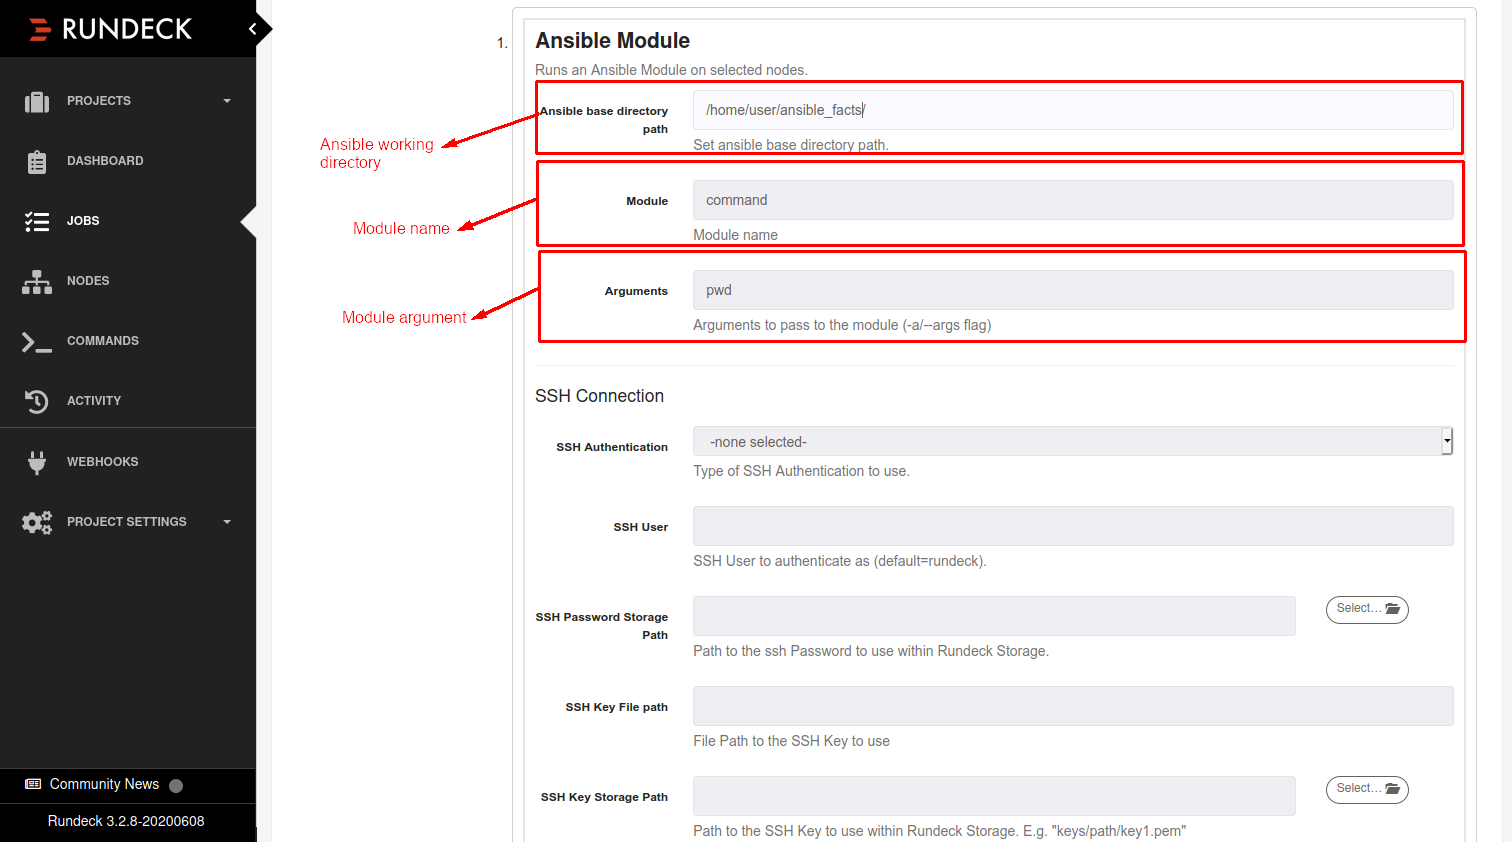 RUNDECK
PROJECTS
DASHBOARD
JOBS
NODES
COMMANDS
ACTIVITY
WEBHOOKS
PROJECT SETTINGS
Community News
Rundeck 3.2.8-20200608
Ansible working
directory
Module name
Module argument
1.
Ansible Module
Runs an Ansible Module on selected nodes.
Ansible base directory
path
/home/user/ansible_facts/
Set ansible base directory path.
Module
command
Module name
Arguments
pwd
Arguments to pass to the module (-a/--args flag)
SSH Connection
SSH Authentication
-none selected-
Type of SSH Authentication to use.
SSH User
SSH User to authenticate as (default=rundeck).
SSH Password Storage
Path
Select...
Path to the ssh Password to use within Rundeck Storage.
SSH Key File path
File Path to the SSH Key to use
SSH Key Storage Path
Select...
Path to the SSH Key to use within Rundeck Storage. E.g. "keys/path/key1.pem"